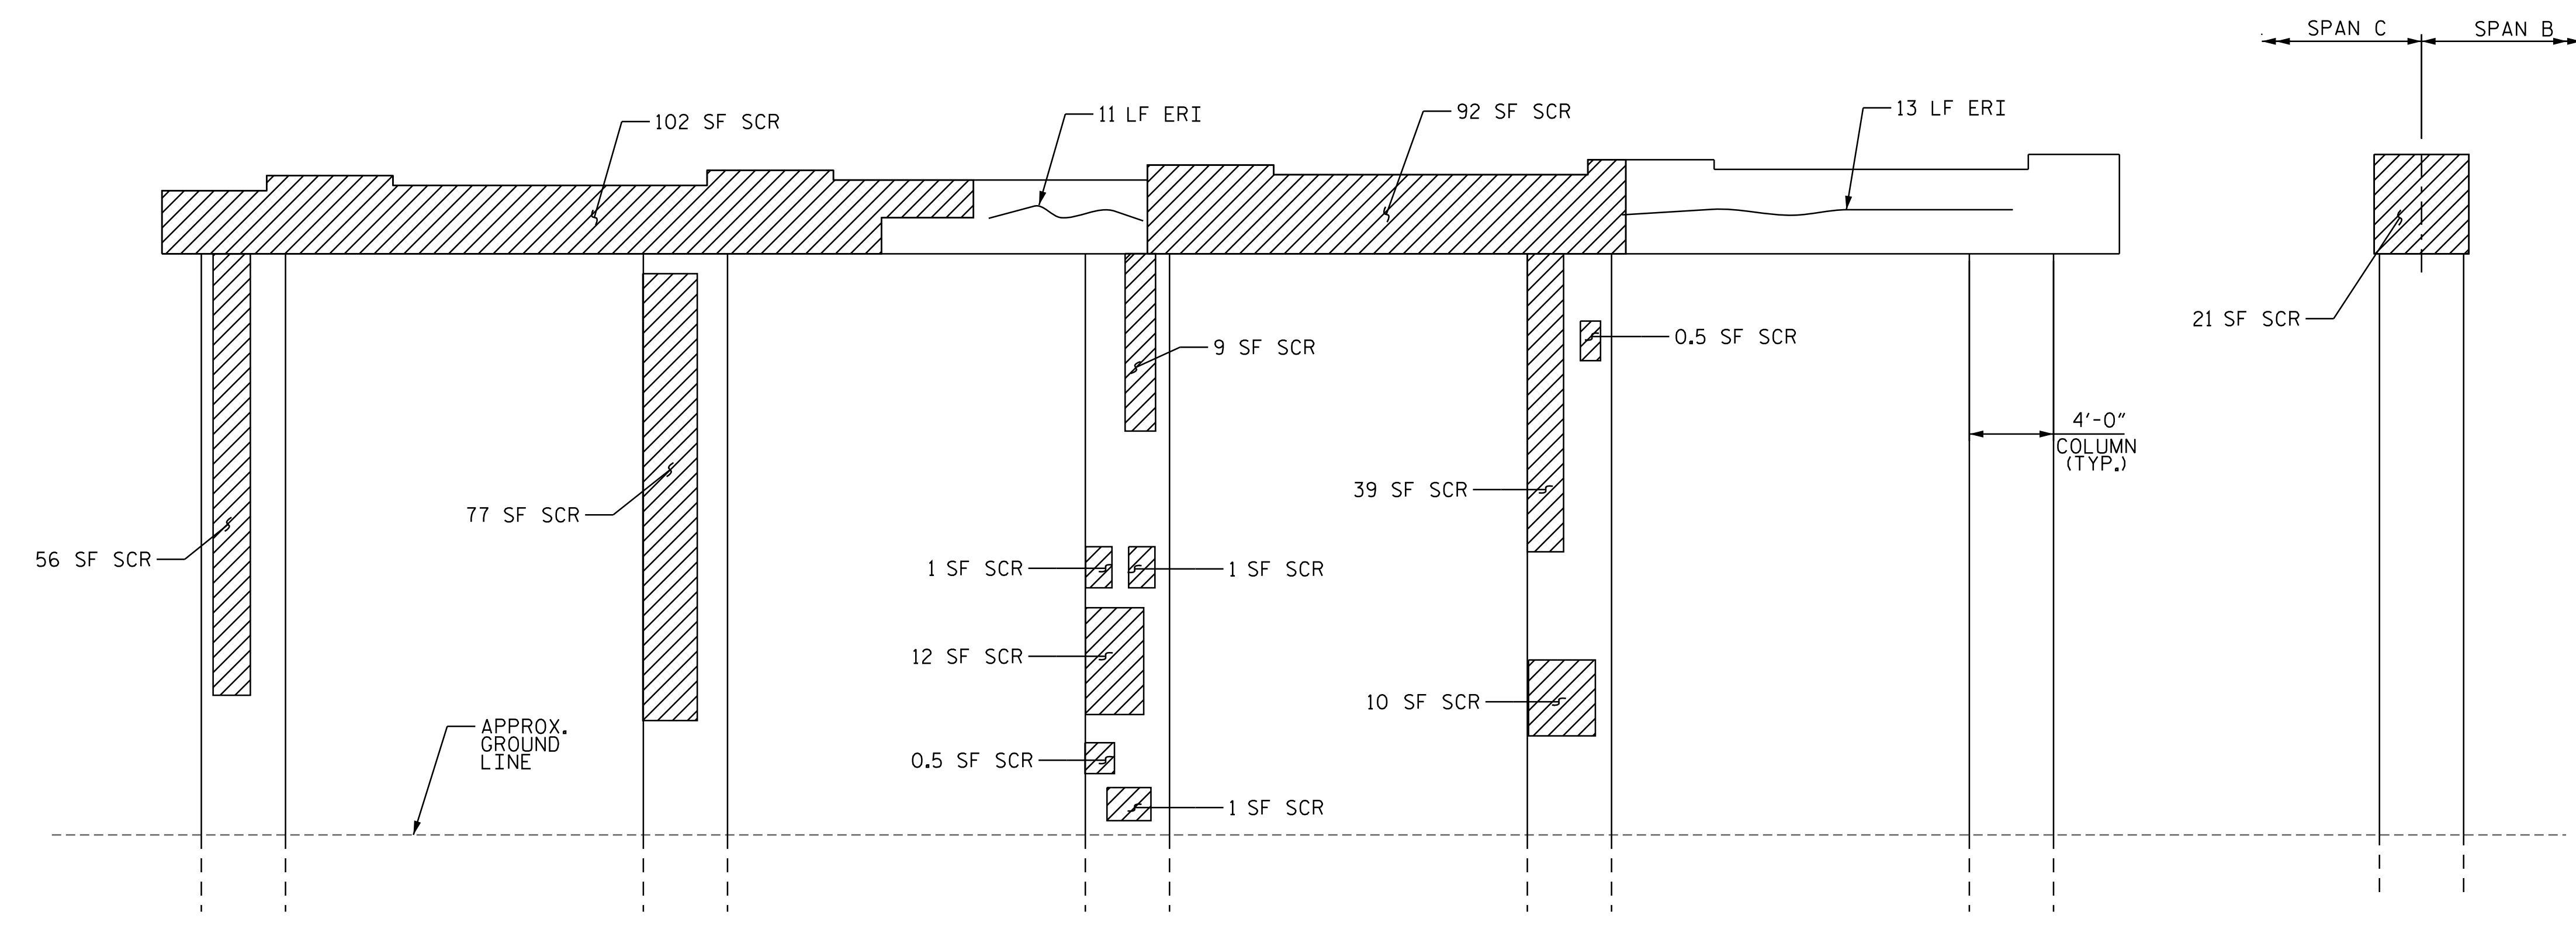 SPAN C
SPAN B
102 SF SCR
11 LF ERI
92 SF SCR
13 LF ERI
21 SF SCR
9 SF SCR
0.5 SF SCR
4'-0"
COLUMN
(TYP.)
77 SF SCR
39 SF SCR
56 SF SCR
1 SF SCR
1 SF SCR
12 SF SCR
10 SF SCR
APPROX.
GROUND
LINE
0.5 SF SCR
1 SF SCR